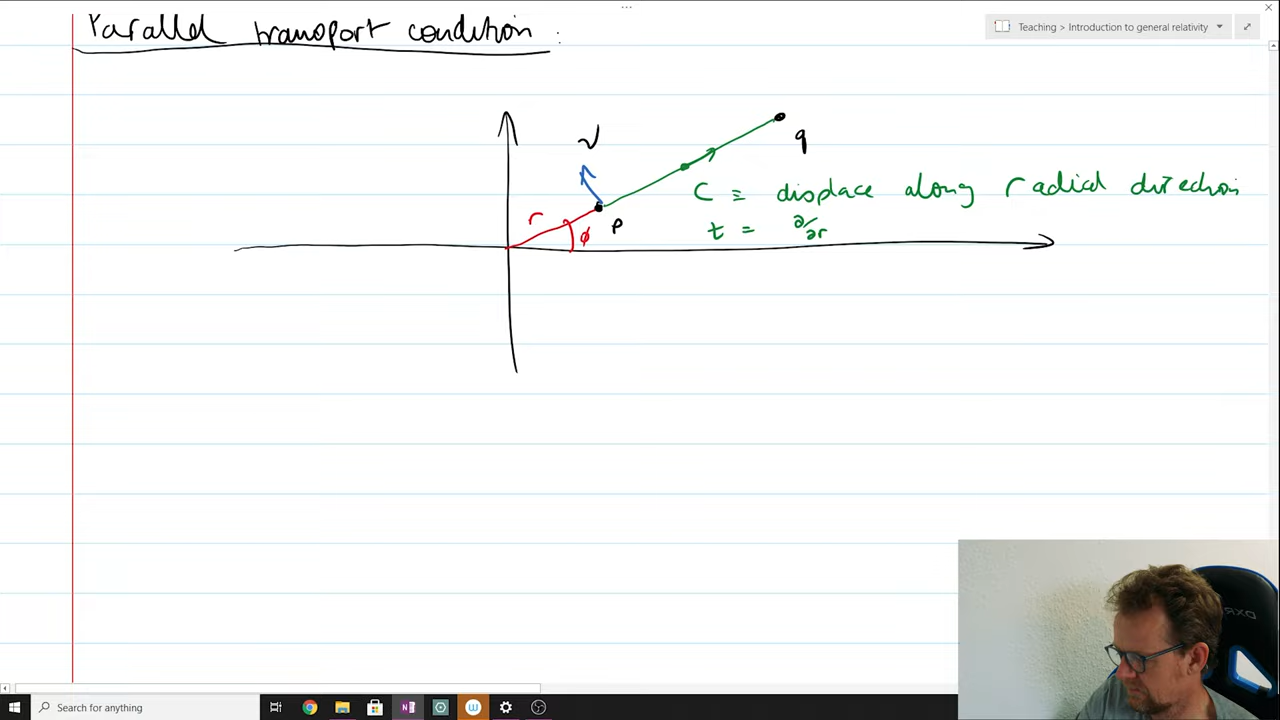 Parallel transport condition :
Teaching > Introduction to general relativity
v
q
r
ϕ
p
C ≡ displace along radial direction
t = ∂/∂r
Search for anything